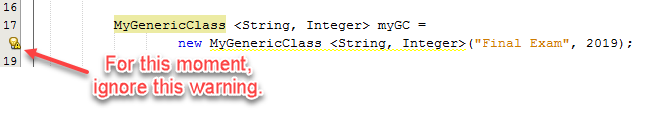 16
17 MyGenericClass <String, Integer> myGC =
new MyGenericClass <String, Integer>("Final Exam", 2019);
19
For this moment,
ignore this warning.